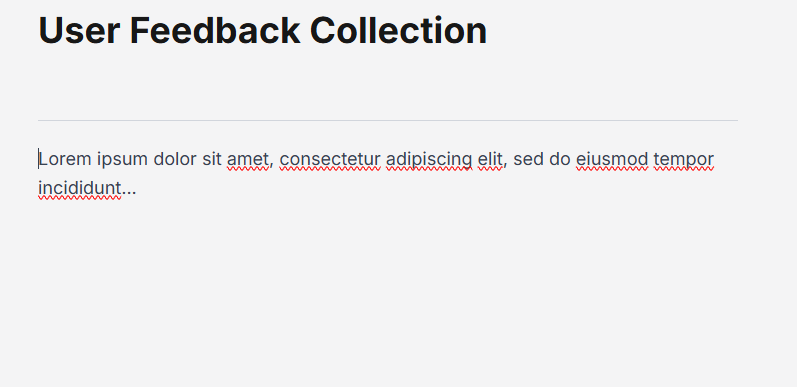 User Feedback Collection
Lorem ipsum dolor sit amet, consectetur adipiscing elit, sed do eiusmod tempor
incididunt...